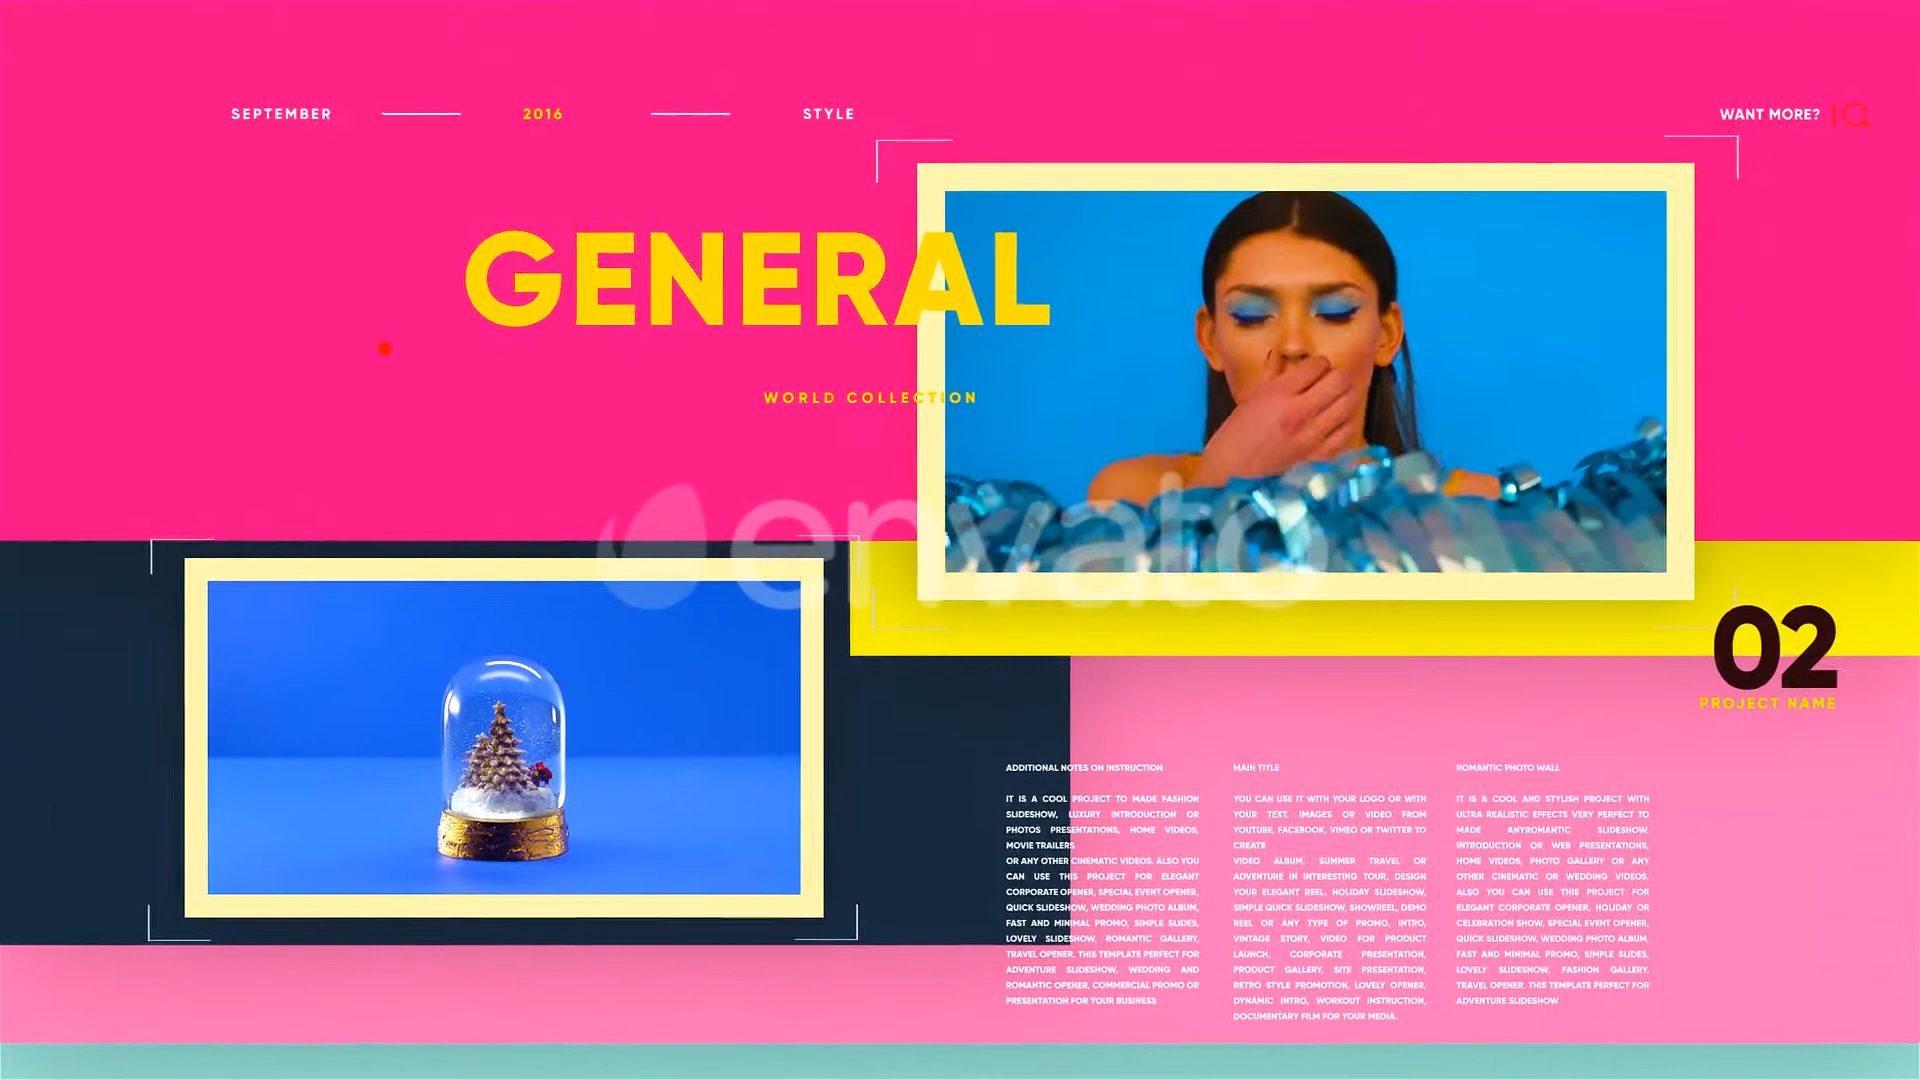 SEPTEMBER
2016
STYLE
WANT MORE?
GENERAL
WORLD COLLECTION
envato
02
PROJECT NAME
ADDITIONAL NOTES ON INSTRUCTION
IT IS A COOL PROJECT TO MADE FASHION
SLIDESHOW, LUXURY INTRODUCTION OR
PHOTOS PRESENTATIONS, HOME VIDEOS,
MOVIE TRAILERS
OR ANY OTHER CINEMATIC VIDEOS. ALSO YOU
CAN USE THIS PROJECT FOR ELEGANT
CORPORATE OPENER, SPECIAL EVENT OPENER,
QUICK SLIDESHOW, WEDDING PHOTO ALBUM,
FAST AND MINIMAL PROMO, SIMPLE SLIDES,
LOVELY SLIDESHOW, ROMANTIC GALLERY,
TRAVEL OPENER. THIS TEMPLATE PERFECT FOR
ADVENTURE SLIDESHOW, WEDDING AND
ROMANTIC OPENER, COMMERCIAL PROMO OR
PRESENTATION FOR YOUR BUSINESS
MAIN TITLE
YOU CAN USE IT WITH YOUR LOGO OR WITH
YOUR TEXT, IMAGES OR VIDEO FROM
YOUTUBE, FACEBOOK, VIMEO OR TWITTER TO
CREATE
VIDEO ALBUM, SUMMER TRAVEL OR
ADVENTURE IN INTERESTING TOUR, DESIGN
YOUR ELEGANT REEL, HOLIDAY SLIDESHOW,
SIMPLE QUICK SLIDESHOW, SHOWREEL, DEMO
REEL OR ANY TYPE OF PROMO, INTRO,
VINTAGE STORY, VIDEO FOR PRODUCT
LAUNCH, CORPORATE PRESENTATION,
PRODUCT GALLERY, SITE PRESENTATION,
RETRO STYLE PROMOTION, LOVELY OPENER,
DYNAMIC INTRO, WORKOUT INSTRUCTION,
DOCUMENTARY FILM FOR YOUR MEDIA.
ROMANTIC PHOTO WALL
IT IS A COOL AND STYLISH PROJECT WITH
ULTRA REALISTIC EFFECTS VERY PERFECT TO
MADE ANYROMANTIC SLIDESHOW,
INTRODUCTION OR WEB PRESENTATIONS,
HOME VIDEOS, PHOTO GALLERY OR ANY
OTHER CINEMATIC OR WEDDING VIDEOS.
ALSO YOU CAN USE THIS PROJECT FOR
ELEGANT CORPORATE OPENER, HOLIDAY OR
CELEBRATION SHOW, SPECIAL EVENT OPENER,
QUICK SLIDESHOW, WEDDING PHOTO ALBUM,
FAST AND MINIMAL PROMO, SIMPLE SLIDES,
LOVELY SLIDESHOW, FASHION GALLERY,
TRAVEL OPENER. THIS TEMPLATE PERFECT FOR
ADVENTURE SLIDESHOW